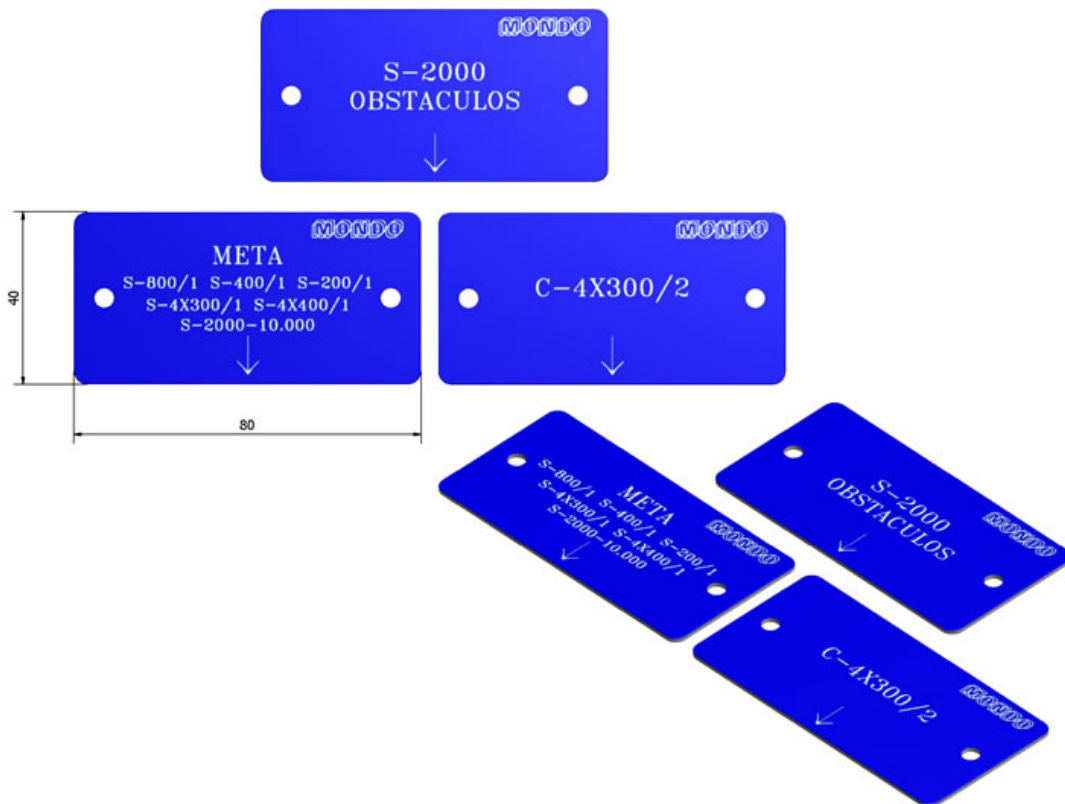 MONDO
S-2000
OBSTACULOS
MONDO
META
S-800/1 S-400/1 S-200/1
S-4X300/1 S-4X400/1
S-2000-10.000
MONDO
C-4X300/2
40
80
META
S-800/1 S-400/1 S-200/1
S-4X300/1 S-4X400/1
S-2000-10.000
MONDO
S-2000
OBSTACULOS
MONDO
C-4X300/2
MONDO